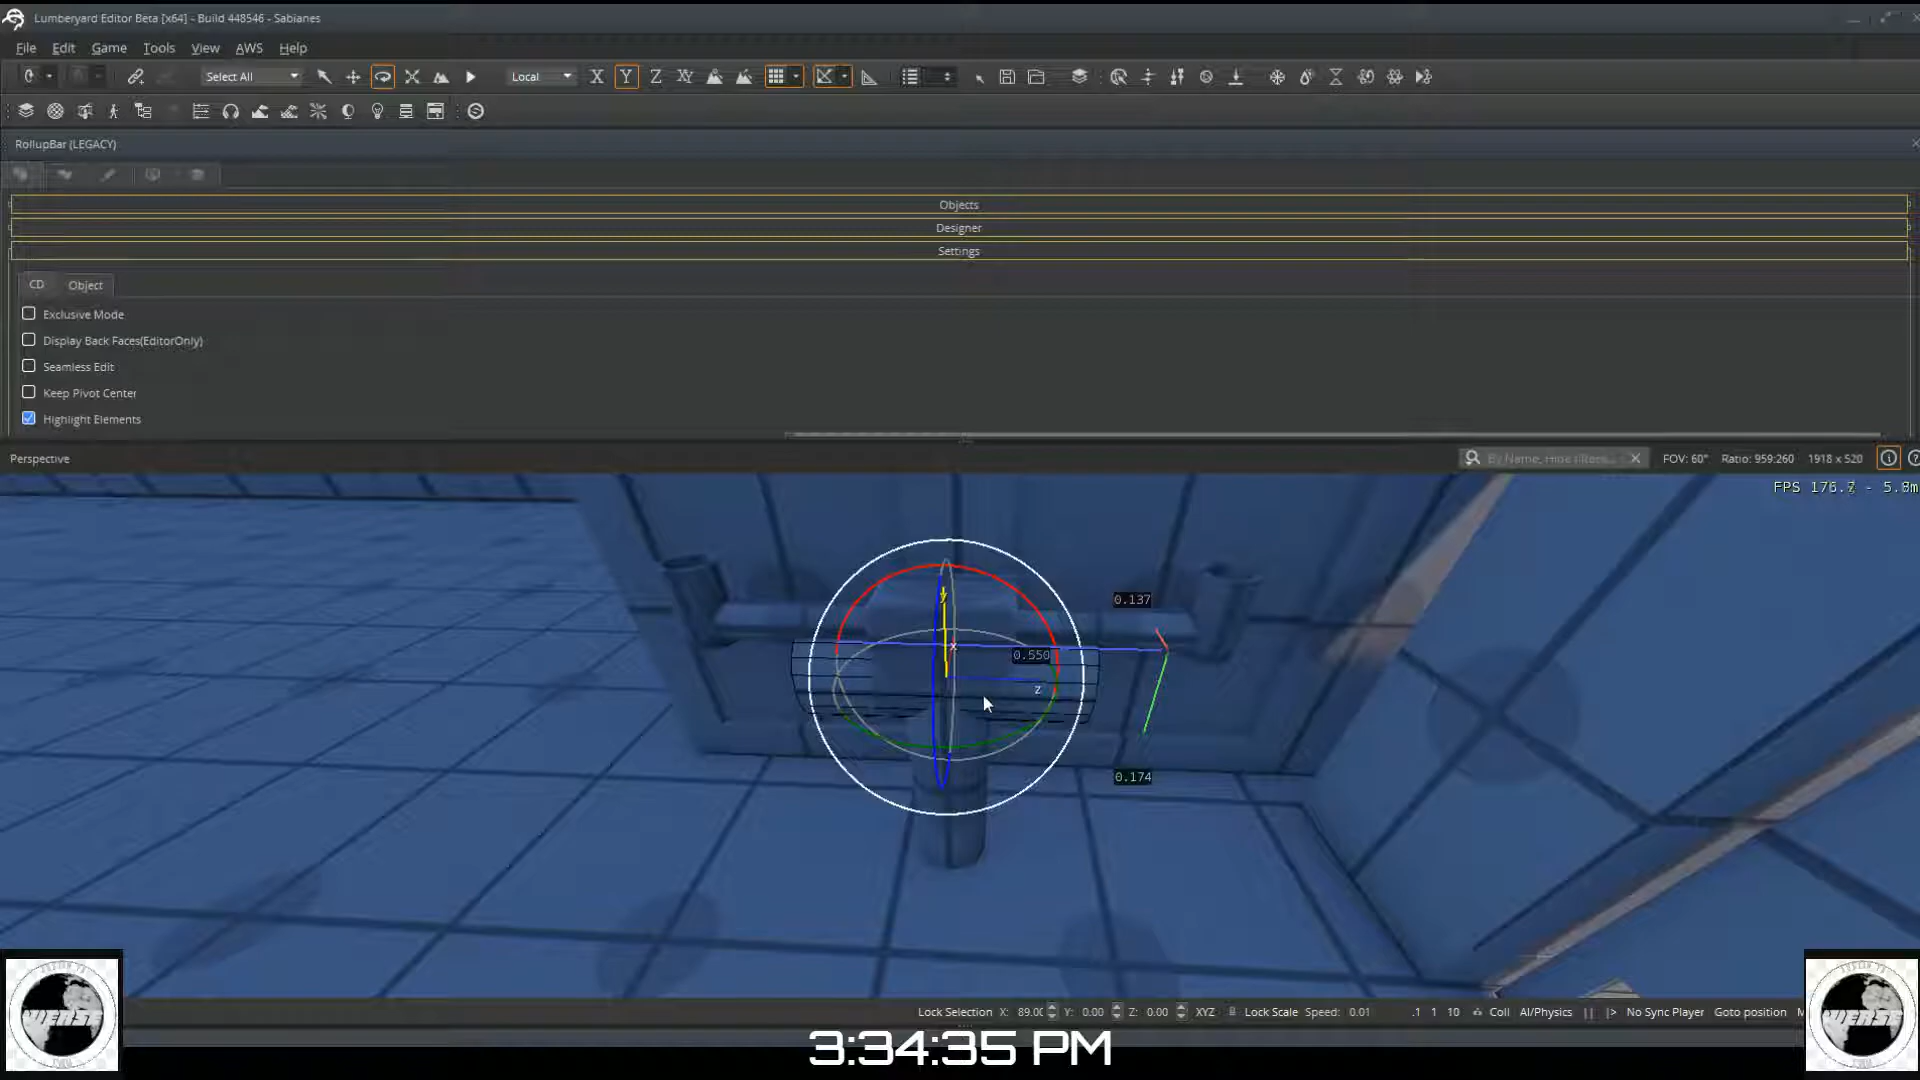 Lumberyard Editor Beta [x64] - Build 448546 - Sabianes
File Edit Game Tools View AWS Help
Select All Local X Y Z XY
RollupBar (LEGACY)
Objects
Designer
Settings
CD Object
Exclusive Mode
Display Back Faces(EditorOnly)
Seamless Edit
Keep Pivot Center
Highlight Elements
Perspective FOV: 60° Ratio: 959:260 1918 x 520
FPS 176.2 - 5.8m
y
0.137
x
0.550
z
0.174
Lock Selection X: 89.00 Y: 0.00 Z: 0.00 XYZ Lock Scale Speed: 0.01 .1 1 10 Coll AI/Physics No Sync Player Goto position
3:34:35 PM